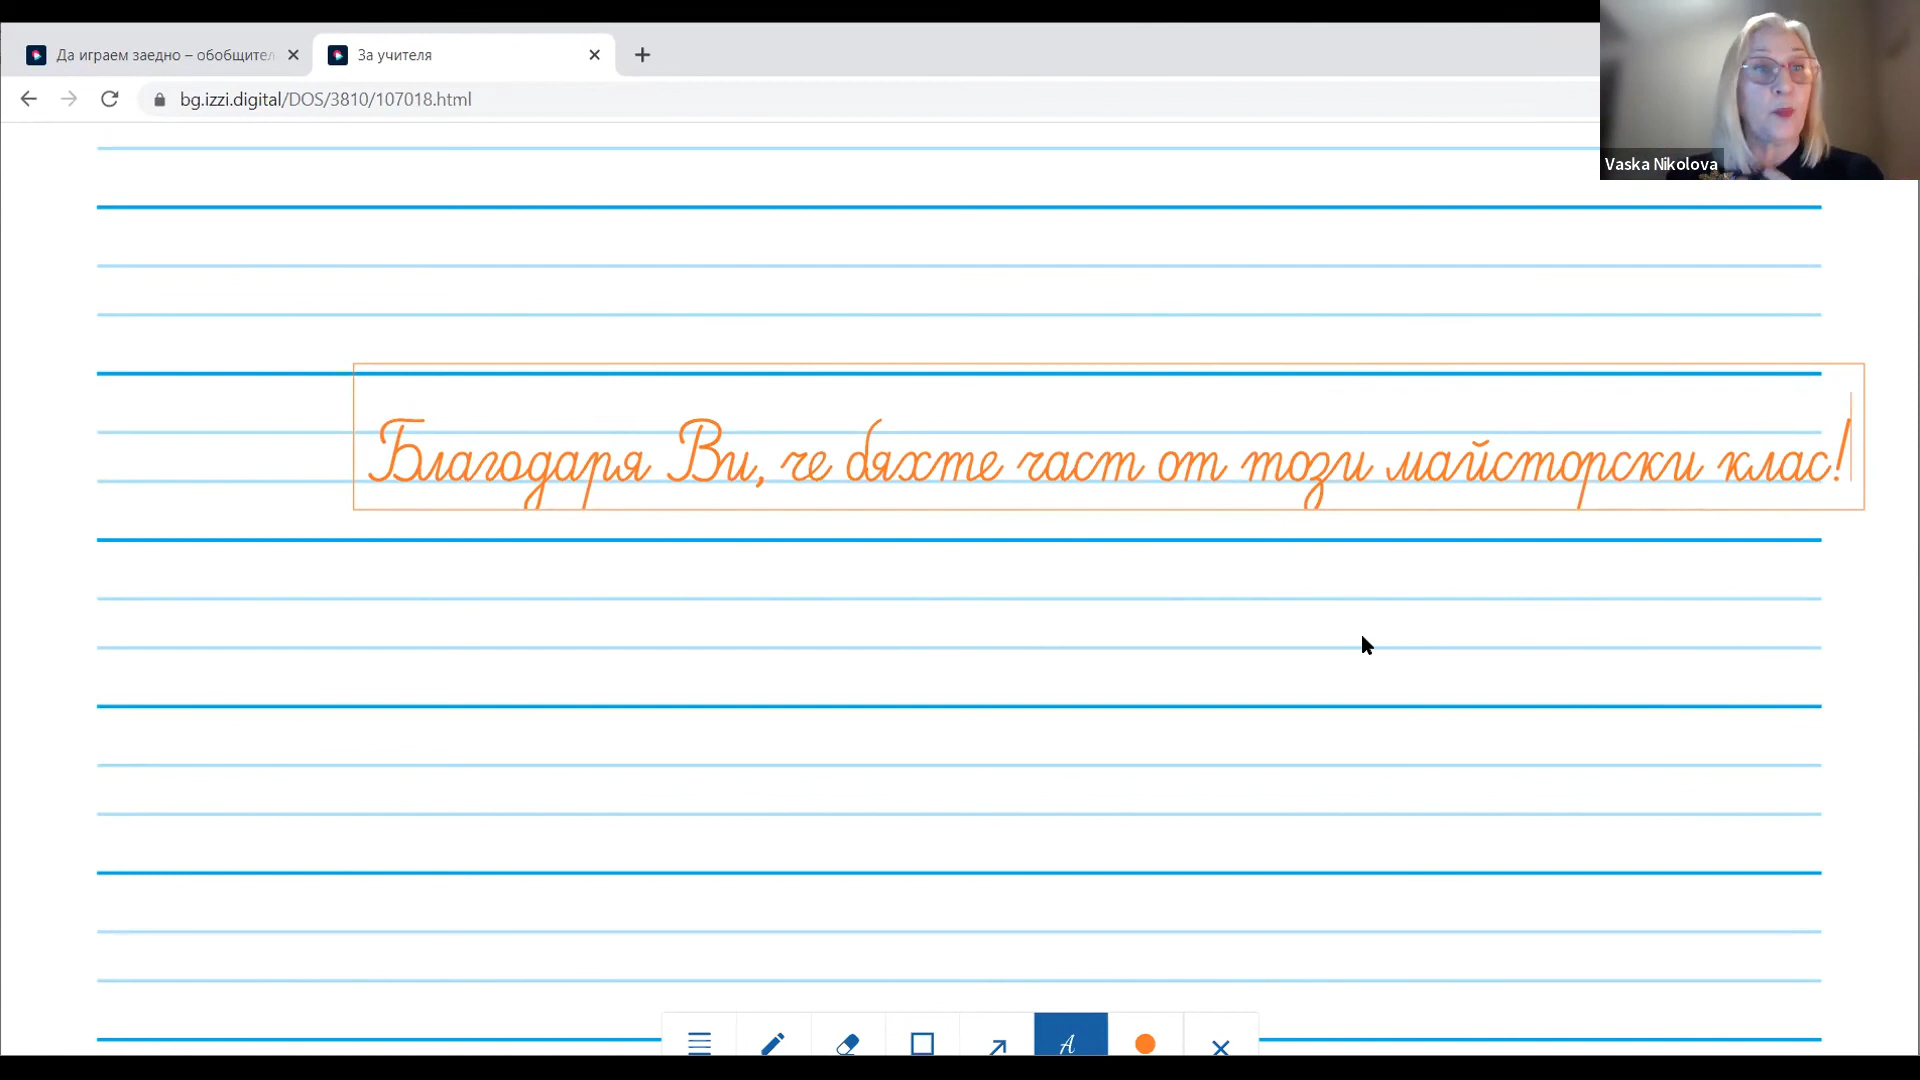 Да играем заедно – обобщител
За учителя
bg.izzi.digital/DOS/3810/107018.html
Vaska Nikolova
Благодаря Ви, че бяхте част от този майсторски клас!
A